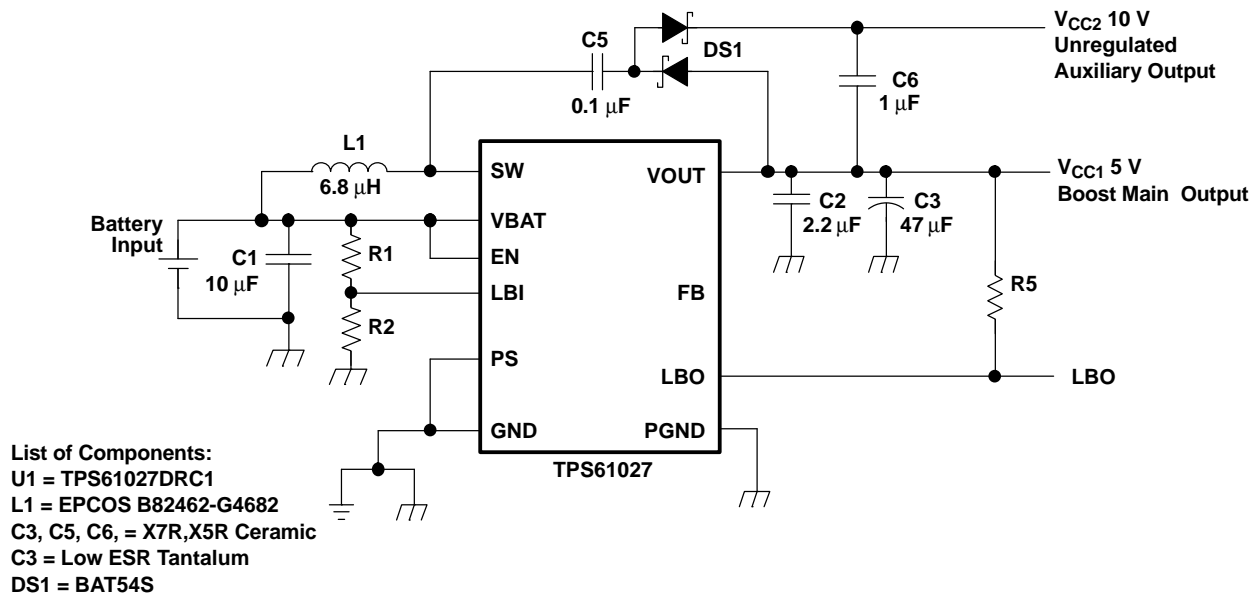 C5
0.1 μF
DS1
VCC2 10 V
Unregulated
Auxiliary Output
C6
1 μF
L1
6.8 μH
SW
VOUT
VCC1 5 V
Boost Main Output
C2
2.2 μF
C3
47 μF
Battery
Input
VBAT
C1
10 μF
R1
EN
LBI
FB
R5
R2
PS
LBO
LBO
GND
PGND
TPS61027
List of Components:
U1 = TPS61027DRC1
L1 = EPCOS B82462-G4682
C3, C5, C6, = X7R,X5R Ceramic
C3 = Low ESR Tantalum
DS1 = BAT54S